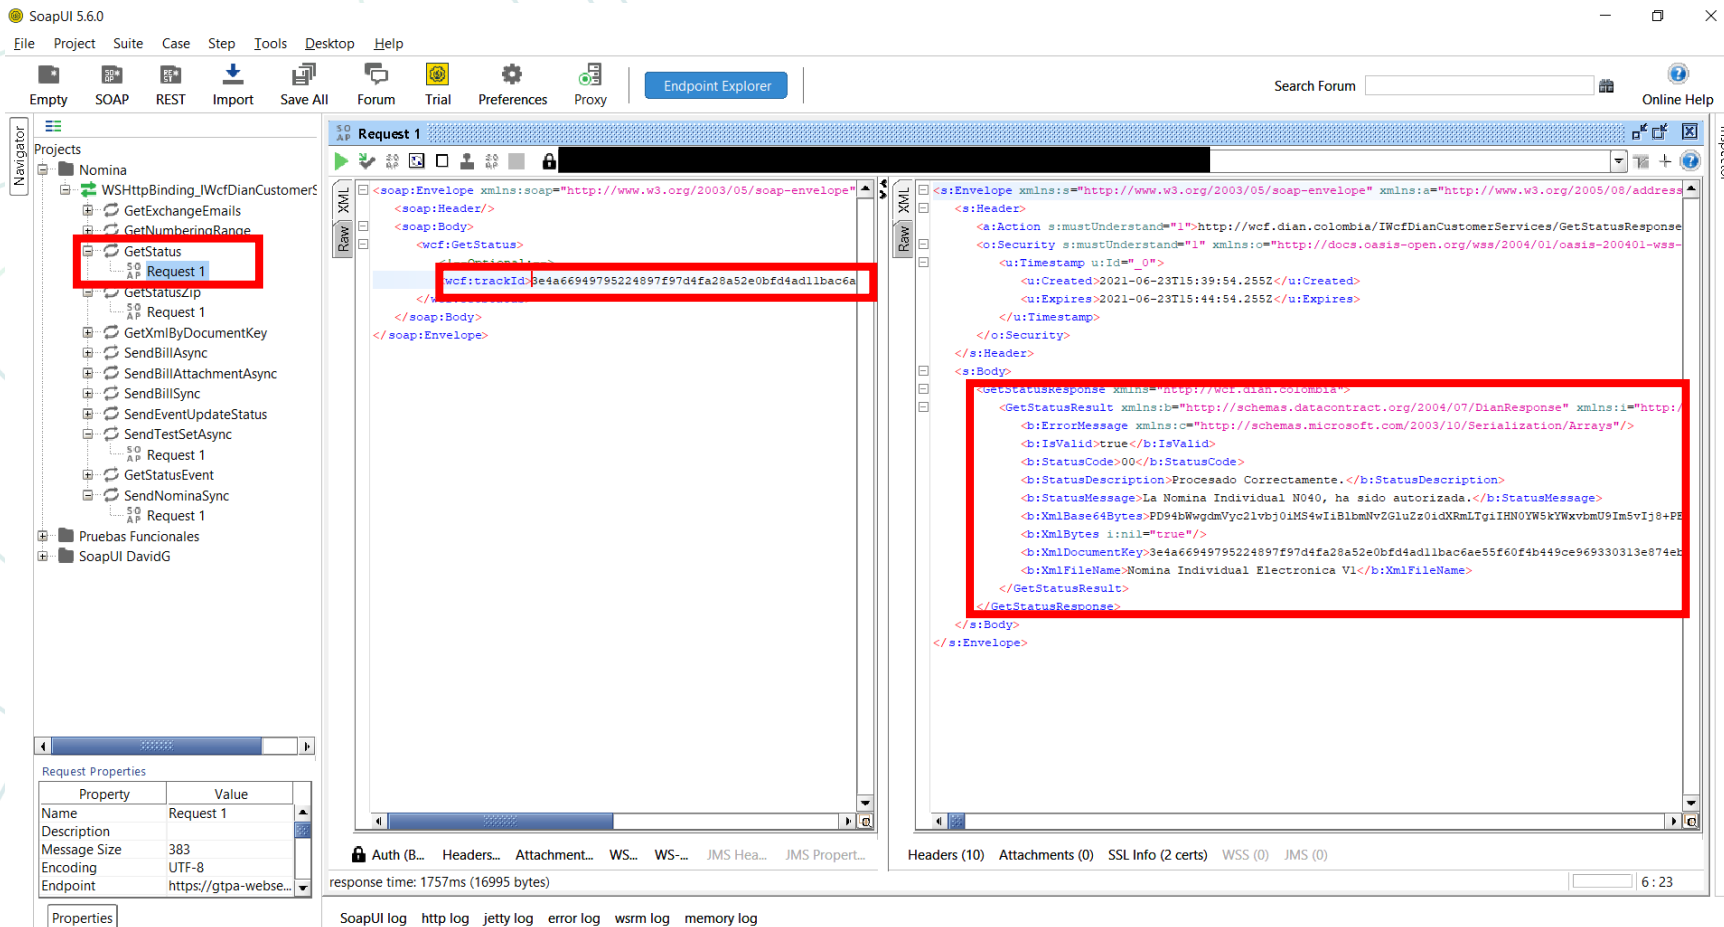 SoapUI 5.6.0
File Project Suite Case Step Tools Desktop Help
Empty SOAP REST Import Save All Forum Trial Preferences Proxy
Endpoint Explorer
Search Forum
Online Help
Navigator
Projects
Nomina
WSHttpBinding_IWcfDianCustomerS
GetExchangeEmails
GetNumberingRange
GetStatus
Request 1
GetStatusZip
Request 1
GetXmlByDocumentKey
SendBillAsync
SendBillAttachmentAsync
SendBillSync
SendEventUpdateStatus
SendTestSetAsync
Request 1
GetStatusEvent
SendNominaSync
Request 1
Pruebas Funcionales
SoapUI DavidG
Request Properties
Property Value
Name Request 1
Description
Message Size 383
Encoding UTF-8
Endpoint https://gtpa-webse...
Properties
Request 1
XML
Raw
<soap:Envelope xmlns:soap="http://www.w3.org/2003/05/soap-envelope"
<soap:Header/>
<soap:Body>
<wcf:GetStatus>
<!--Optional:-->
wcf:trackId>3e4a66949795224897f97d4fa28a52e0bfd4ad11bac6a
</soap:Body>
</soap:Envelope>
XML
Raw
<s:Envelope xmlns:s="http://www.w3.org/2003/05/soap-envelope" xmlns:a="http://www.w3.org/2005/08/address
<s:Header>
<a:Action s:mustUnderstand="1">http://wcf.dian.colombia/IWcfDianCustomerServices/GetStatusResponse
<o:Security s:mustUnderstand="1" xmlns:o="http://docs.oasis-open.org/wss/2004/01/oasis-200401-wss-
<u:Timestamp u:Id="_0">
<u:Created>2021-06-23T15:39:54.255Z</u:Created>
<u:Expires>2021-06-23T15:44:54.255Z</u:Expires>
</u:Timestamp>
</o:Security>
</s:Header>
<s:Body>
<GetStatusResponse xmlns="http://wcf.dian.colombia">
<GetStatusResult xmlns:b="http://schemas.datacontract.org/2004/07/DianResponse" xmlns:i="http:/
<b:ErrorMessage xmlns:c="http://schemas.microsoft.com/2003/10/Serialization/Arrays"/>
<b:IsValid>true</b:IsValid>
<b:StatusCode>00</b:StatusCode>
<b:StatusDescription>Procesado Correctamente.</b:StatusDescription>
<b:StatusMessage>La Nomina Individual N040, ha sido autorizada.</b:StatusMessage>
<b:XmlBase64Bytes>PD94bWwgdmVyc2lvbj0iMS4wIiBlbmNvZGluZz0idXRmLTgiIHN0YW5kYWxvbmU9Im5vIj8+PE
<b:XmlBytes i:nil="true"/>
<b:XmlDocumentKey>3e4a66949795224897f97d4fa28a52e0bfd4ad11bac6ae55f60f4b449ce969330313e874eb
<b:XmlFileName>Nomina Individual Electronica V1</b:XmlFileName>
</GetStatusResult>
</GetStatusResponse>
</s:Body>
</s:Envelope>
Auth (B... Headers... Attachment... WS... WS-... JMS Hea... JMS Propert...
Headers (10) Attachments (0) SSL Info (2 certs) WSS (0) JMS (0)
response time: 1757ms (16995 bytes)
6 : 23
SoapUI log http log jetty log error log wsrm log memory log